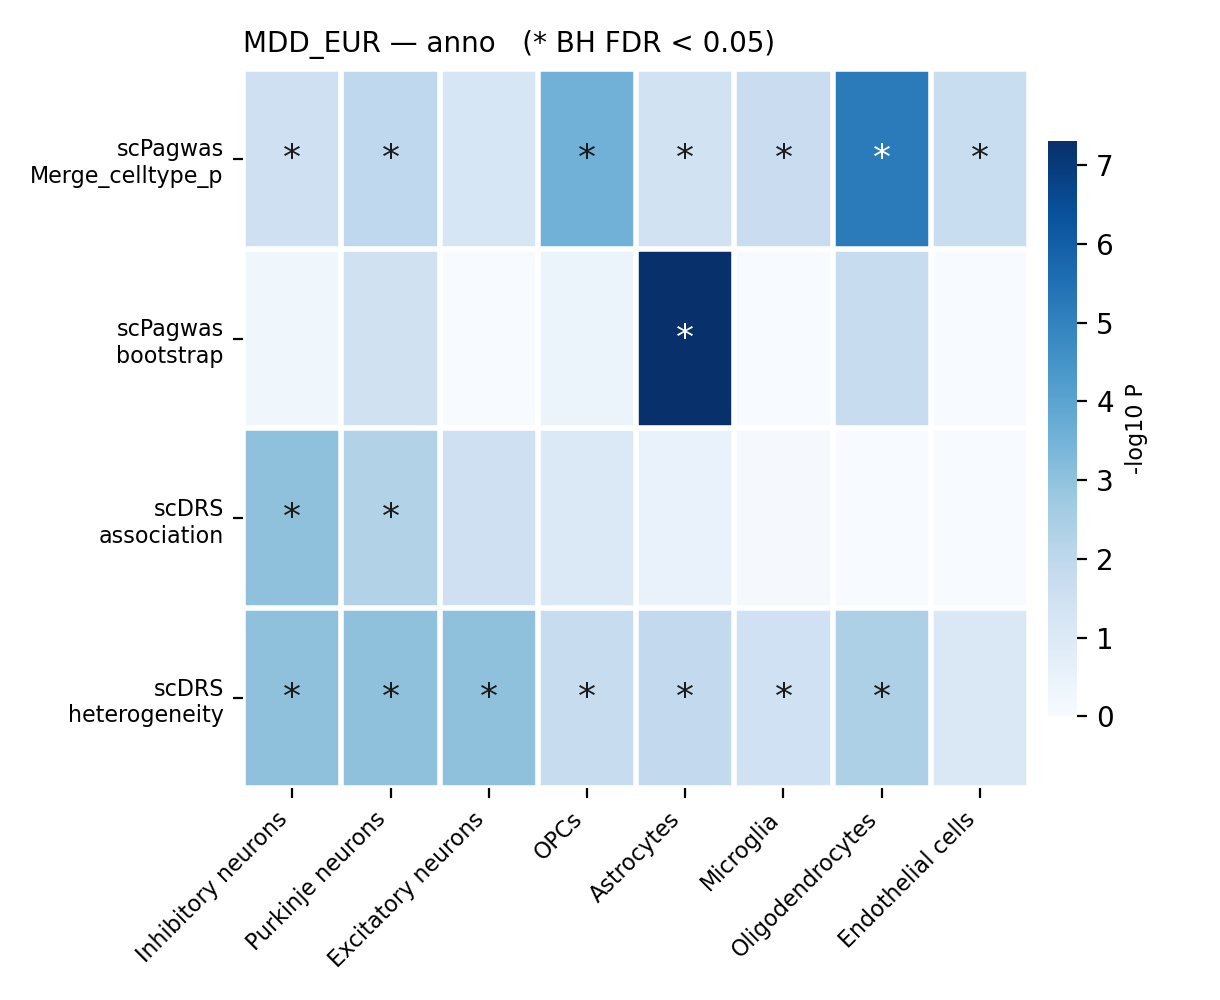 MDD_EUR — anno   (* BH FDR < 0.05)
scPagwas
Merge_celltype_p
* * * * * * *
scPagwas
bootstrap
*
scDRS
association
* *
scDRS
heterogeneity
* * * * * * *
Inhibitory neurons
Purkinje neurons
Excitatory neurons
OPCs
Astrocytes
Microglia
Oligodendrocytes
Endothelial cells
7
6
5
4
3
2
1
0
-log10 P